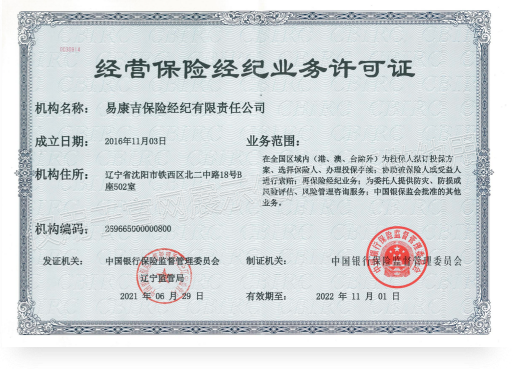 经营保险经纪业务许可证
机构名称： 易康吉保险经纪有限责任公司
成立日期： 2016年11月03日
业务范围：
在全国区域内（港、澳、台除外）为投保人拟订投保方
案、选择保险人、办理投保手续；协助被保险人或受益人
进行索赔；再保险经纪业务；为委托人提供防灾、防损或
风险评估、风险管理咨询服务；中国银保监会批准的其他
业务。
机构住所： 辽宁省沈阳市铁西区北二中路18号B
座502室
机构编码： 259665000000800
发证机关： 中国银行保险监督管理委员会
辽宁监管局
2021 年 06 月 29 日
制证机关： 中国银行保险监督管理委员会
有效期至： 2022 年 11 月 01 日